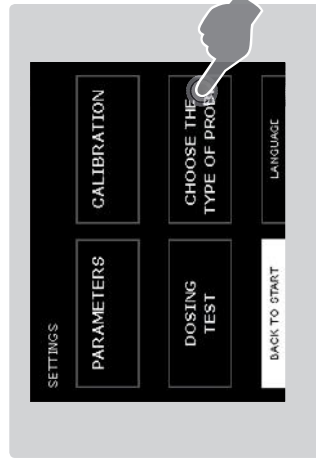 SETTINGS
PARAMETERS
CALIBRATION
DOSING
TEST
CHOOSE THE
TYPE OF PROB
BACK TO START
LANGUAGE